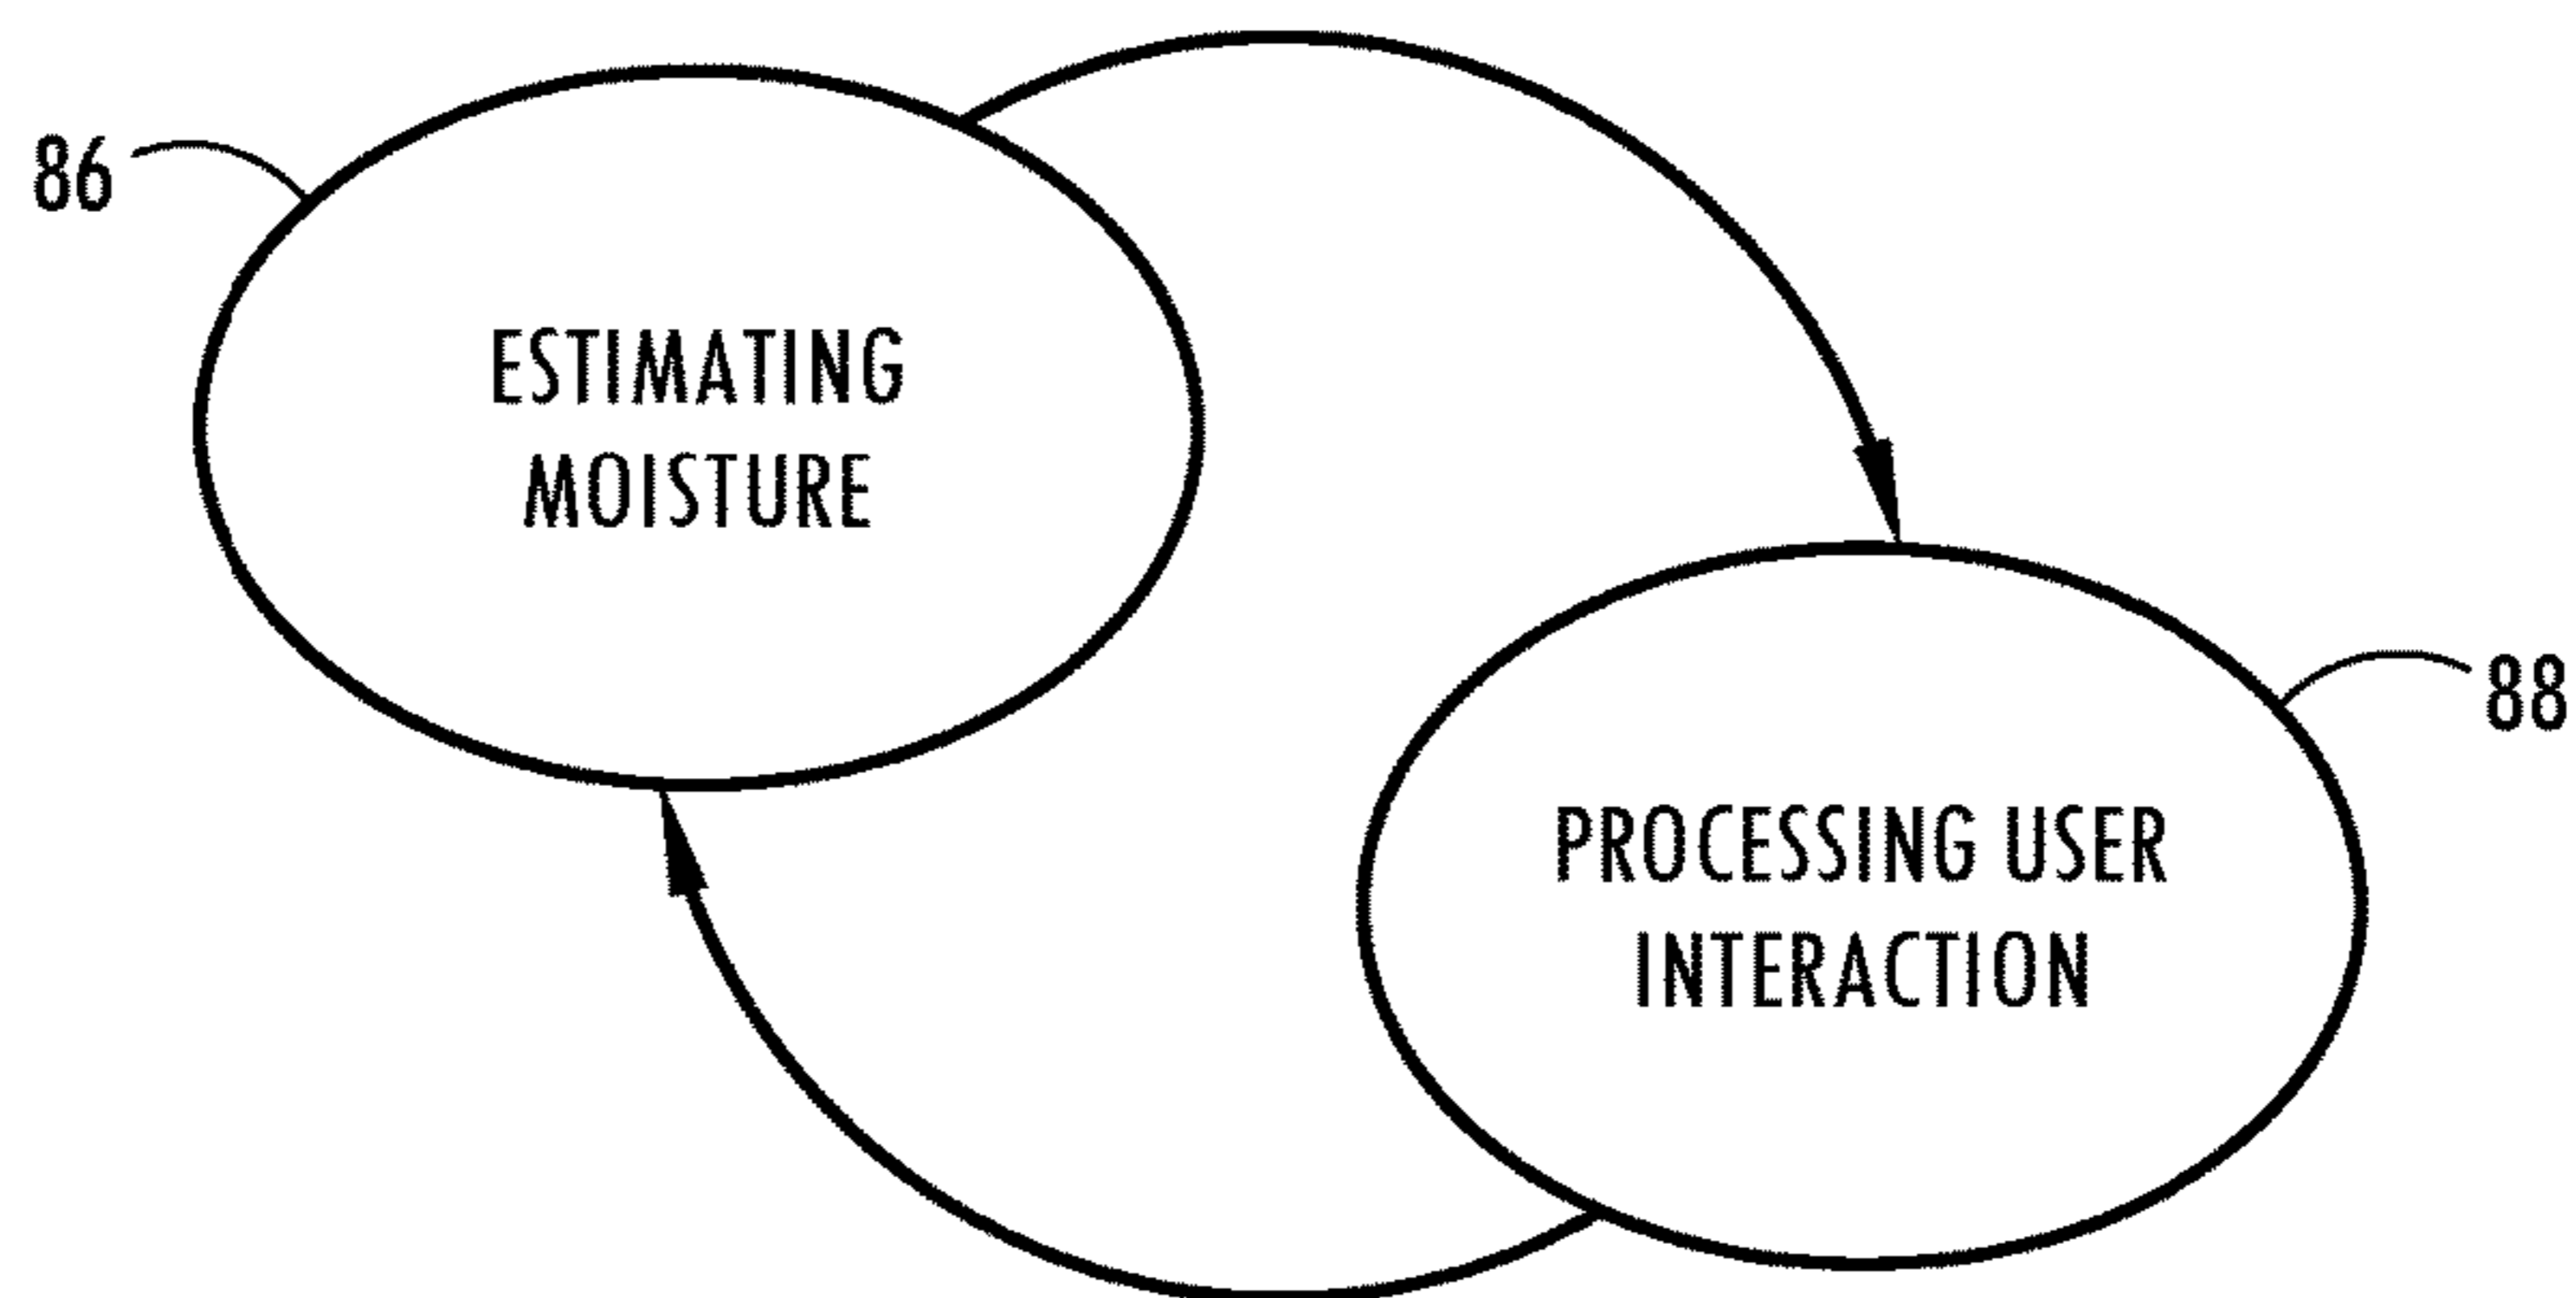 86
ESTIMATING
MOISTURE
88
PROCESSING USER
INTERACTION